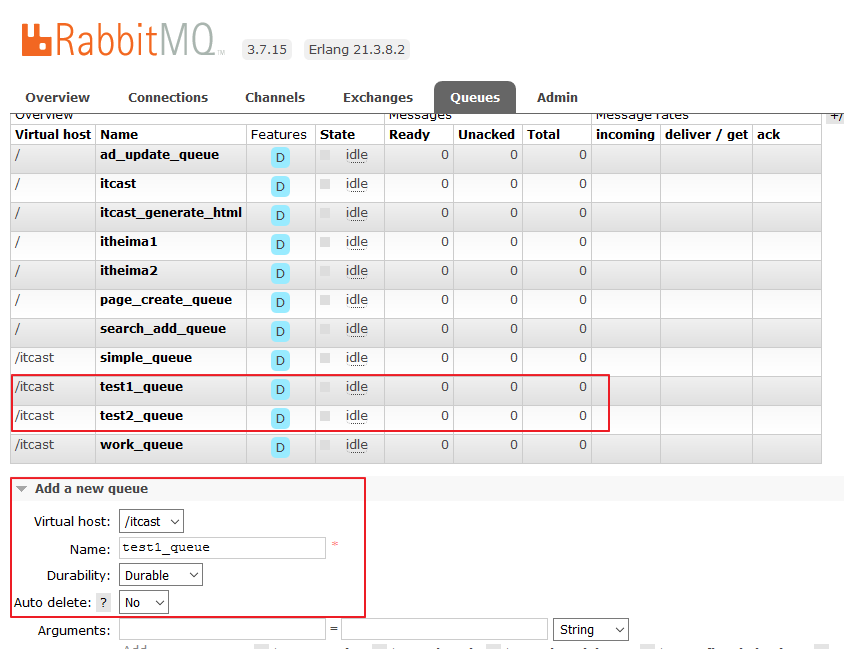 RabbitMQ TM 3.7.15 Erlang 21.3.8.2
Overview Connections Channels Exchanges Queues Admin
Overview Messages Message rates +/
Virtual host Name Features State Ready Unacked Total incoming deliver / get ack
/ ad_update_queue D idle 0 0 0
/ itcast D idle 0 0 0
/ itcast_generate_html D idle 0 0 0
/ itheima1 D idle 0 0 0
/ itheima2 D idle 0 0 0
/ page_create_queue D idle 0 0 0
/ search_add_queue D idle 0 0 0
/itcast simple_queue D idle 0 0 0
/itcast test1_queue D idle 0 0 0
/itcast test2_queue D idle 0 0 0
/itcast work_queue D idle 0 0 0
Add a new queue
Virtual host: /itcast
Name: test1_queue *
Durability: Durable
Auto delete: ? No
Arguments: = String
Add